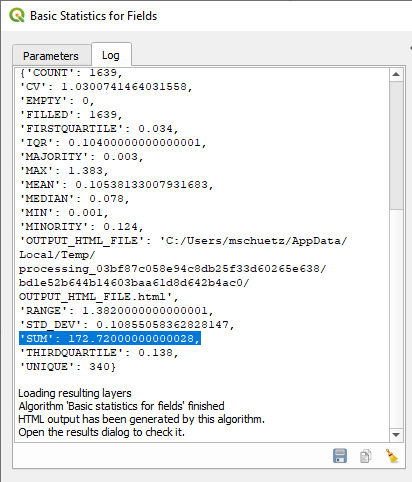 Basic Statistics for Fields
Parameters
Log
{'COUNT': 1639,
'CV': 1.0300741464031558,
'EMPTY': 0,
'FILLED': 1639,
'FIRSTQUARTILE': 0.034,
'IQR': 0.10400000000000001,
'MAJORITY': 0.003,
'MAX': 1.383,
'MEAN': 0.10538133007931683,
'MEDIAN': 0.078,
'MIN': 0.001,
'MINORITY': 0.124,
'OUTPUT_HTML_FILE': 'C:/Users/mschuetz/AppData/
Local/Temp/
processing_03bf87c058e94c8db25f33d60265e638/
bd1e52b644b14603baa61d8d642b4ac0/
OUTPUT_HTML_FILE.html',
'RANGE': 1.3820000000000001,
'STD_DEV': 0.10855058362828147,
'SUM': 172.72000000000028,
'THIRDQUARTILE': 0.138,
'UNIQUE': 340}
Loading resulting layers
Algorithm 'Basic statistics for fields' finished
HTML output has been generated by this algorithm.
Open the results dialog to check it.